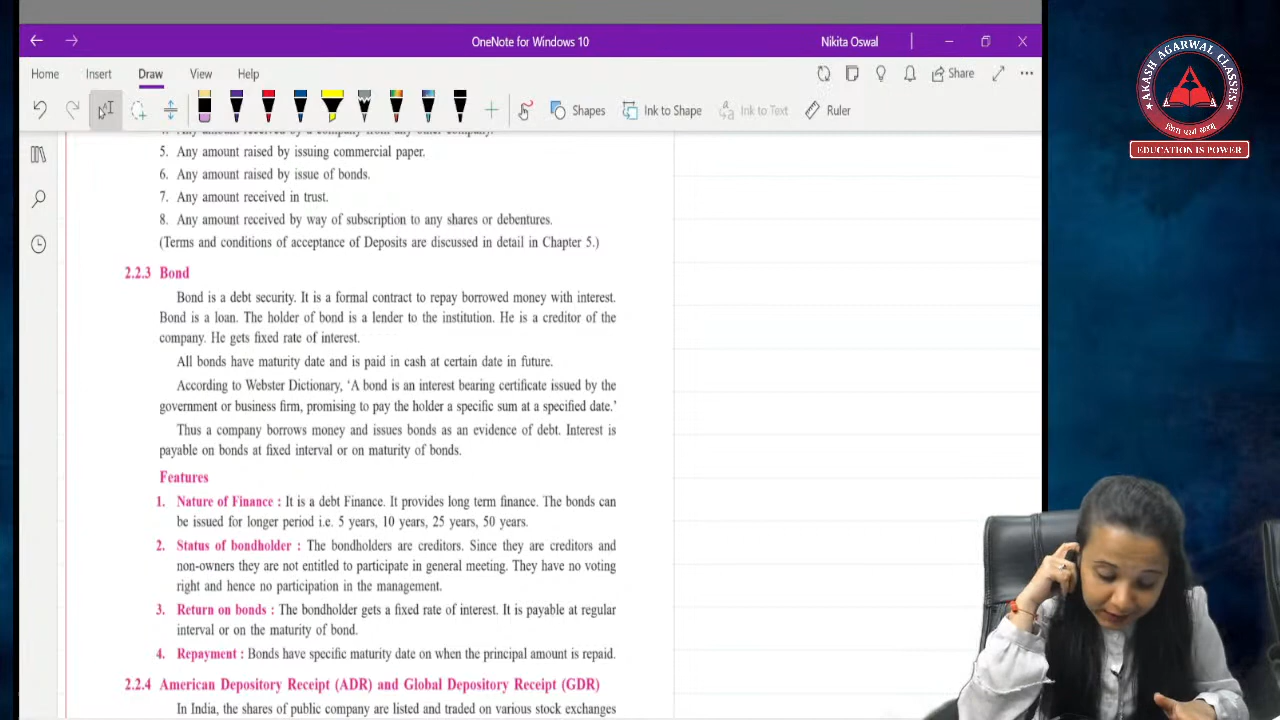 OneNote for Windows 10
Nikita Oswal
Home Insert Draw View Help
Share
Shapes
Ink to Shape
Ink to Text
Ruler
4. Any amount received by a company from any other company.
5. Any amount raised by issuing commercial paper.
6. Any amount raised by issue of bonds.
7. Any amount received in trust.
8. Any amount received by way of subscription to any shares or debentures.
(Terms and conditions of acceptance of Deposits are discussed in detail in Chapter 5.)
2.2.3 Bond
Bond is a debt security. It is a formal contract to repay borrowed money with interest.
Bond is a loan. The holder of bond is a lender to the institution. He is a creditor of the
company. He gets fixed rate of interest.
All bonds have maturity date and is paid in cash at certain date in future.
According to Webster Dictionary, ‘A bond is an interest bearing certificate issued by the
government or business firm, promising to pay the holder a specific sum at a specified date.’
Thus a company borrows money and issues bonds as an evidence of debt. Interest is
payable on bonds at fixed interval or on maturity of bonds.
Features
1. Nature of Finance : It is a debt Finance. It provides long term finance. The bonds can
be issued for longer period i.e. 5 years, 10 years, 25 years, 50 years.
2. Status of bondholder : The bondholders are creditors. Since they are creditors and
non-owners they are not entitled to participate in general meeting. They have no voting
right and hence no participation in the management.
3. Return on bonds : The bondholder gets a fixed rate of interest. It is payable at regular
interval or on the maturity of bond.
4. Repayment : Bonds have specific maturity date on when the principal amount is repaid.
2.2.4 American Depository Receipt (ADR) and Global Depository Receipt (GDR)
In India, the shares of public company are listed and traded on various stock exchanges
AKASH AGARWAL CLASSES
EDUCATION IS POWER